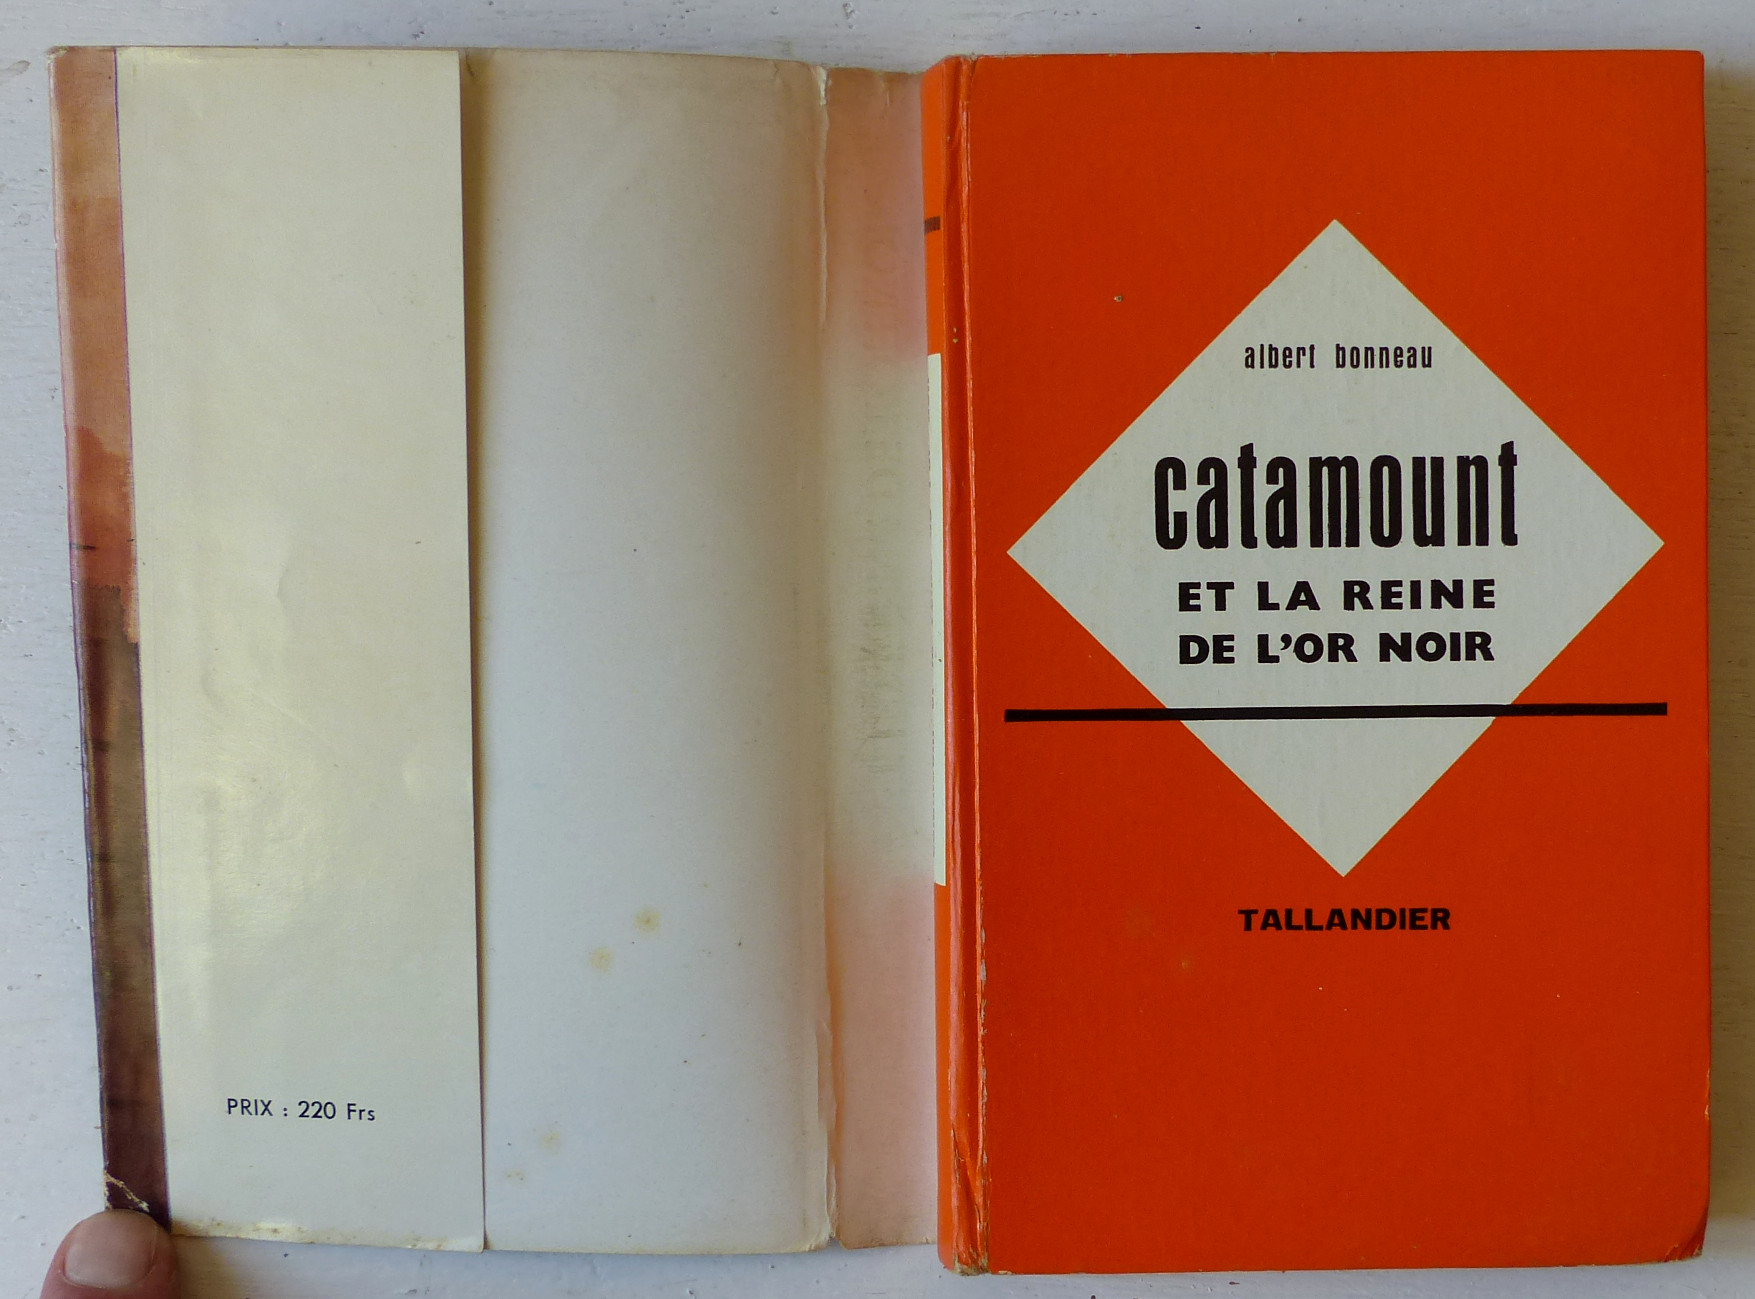 PRIX : 220 Frs
albert bonneau
catamount
ET LA REINE
DE L'OR NOIR
TALLANDIER